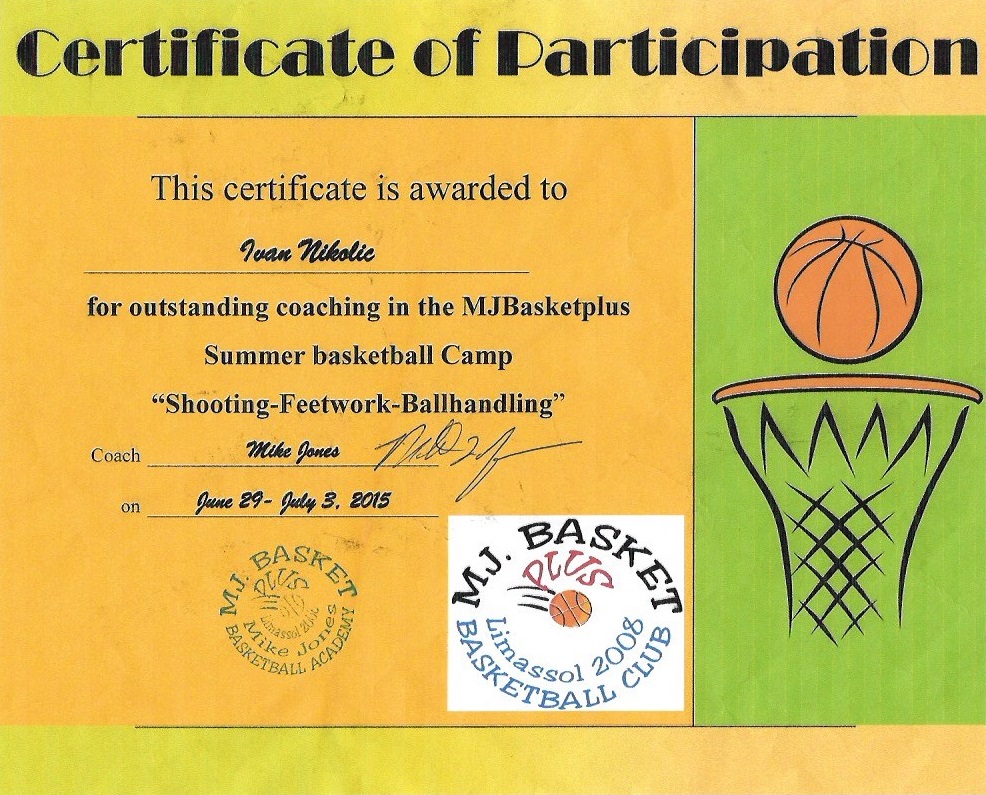 Certificate of Participation
This certificate is awarded to
Ivan Nikolic
for outstanding coaching in the MJBasketplus
Summer basketball Camp
“Shooting-Feetwork-Ballhandling”
Coach Mike Jones
on June 29- July 3, 2015
MJ. BASKET
PLUS
Limassol 2008
Mike Jones
BASKETBALL ACADEMY
MJ. BASKET
PLUS
Limassol 2008
BASKETBALL CLUB